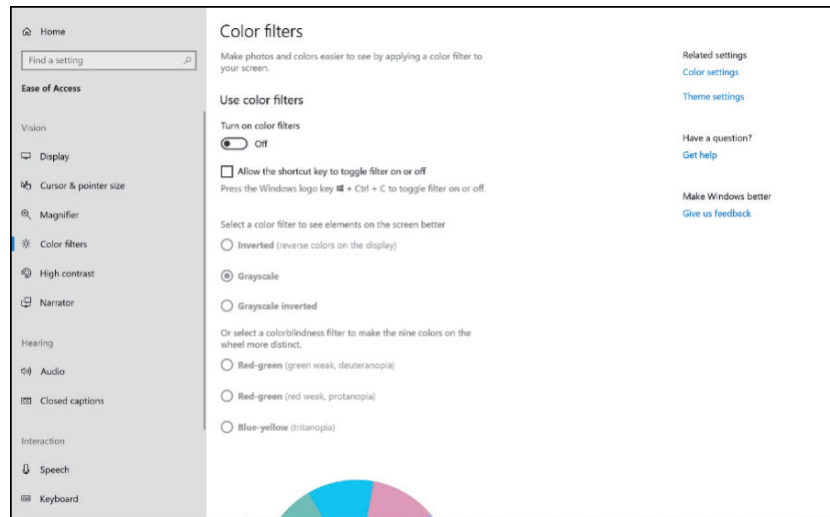 Home
Find a setting
Ease of Access
Vision
Display
Cursor & pointer size
Magnifier
Color filters
High contrast
Narrator
Hearing
Audio
Closed captions
Interaction
Speech
Keyboard
Color filters
Make photos and colors easier to see by applying a color filter to
your screen.
Use color filters
Turn on color filters
Off
Allow the shortcut key to toggle filter on or off
Press the Windows logo key + Ctrl + C to toggle filter on or off.
Select a color filter to see elements on the screen better
Inverted (reverse colors on the display)
Grayscale
Grayscale inverted
Or select a colorblindness filter to make the nine colors on the
wheel more distinct.
Red-green (green weak, deuteranopia)
Red-green (red weak, protanopia)
Blue-yellow (tritanopia)
Related settings
Color settings
Theme settings
Have a question?
Get help
Make Windows better
Give us feedback